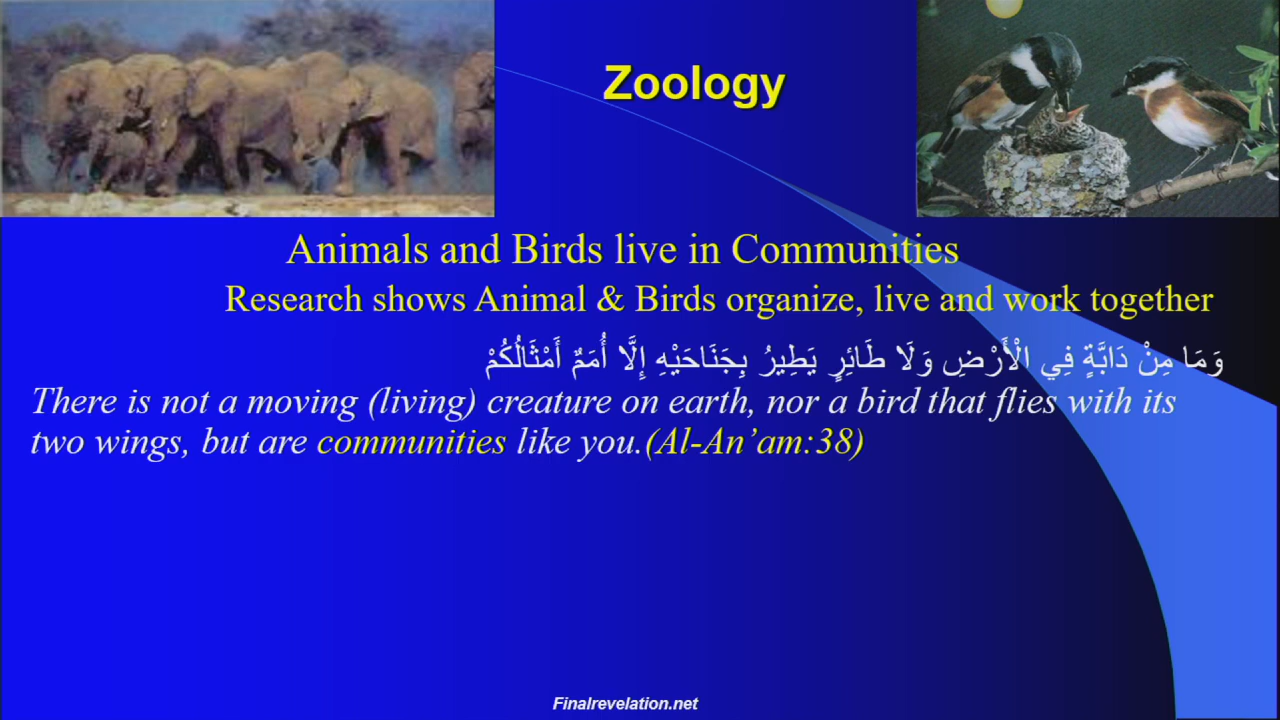 Zoology
Animals and Birds live in Communities
Research shows Animal & Birds organize, live and work together
وَمَا مِنْ دَابَّةٍ فِي الْأَرْضِ وَلَا طَائِرٍ يَطِيرُ بِجَنَاحَيْهِ إِلَّا أُمَمٌ أَمْثَالُكُمْ
There is not a moving (living) creature on earth, nor a bird that flies with its
two wings, but are communities like you.(Al-An’am:38)
Finalrevelation.net